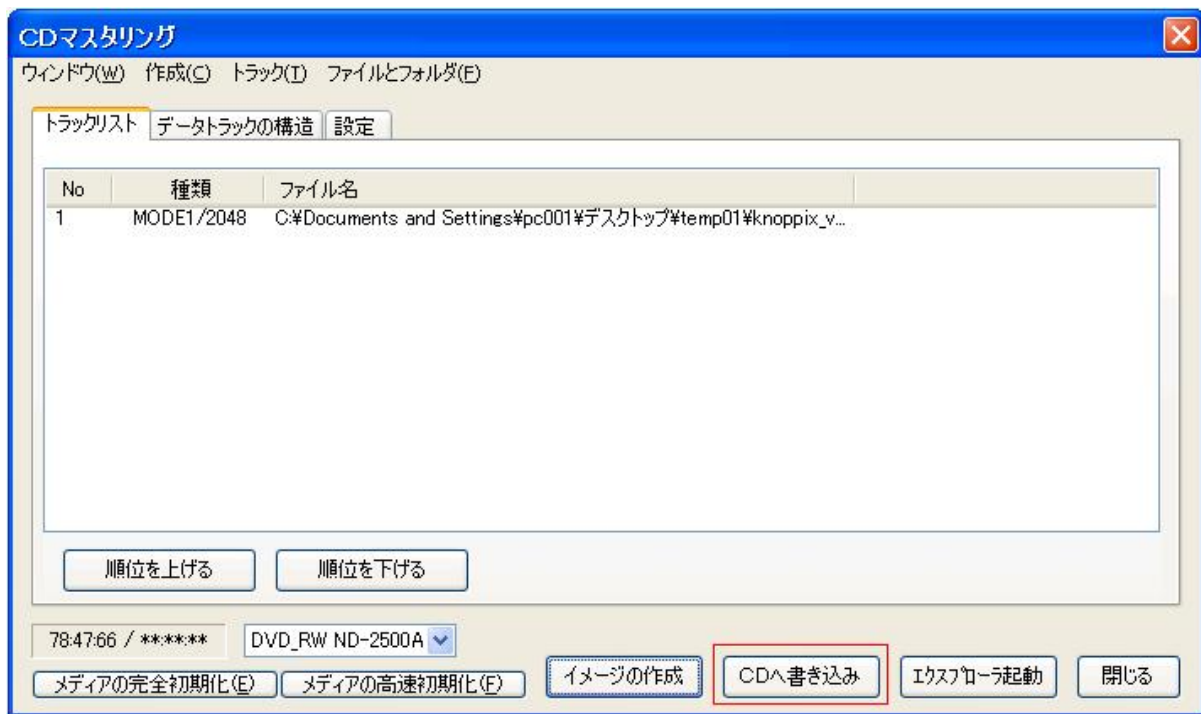 CDマスタリング
ウィンドウ(W) 作成(C) トラック(T) ファイルとフォルダ(F)
トラックリスト データトラックの構造 設定
No 種類 ファイル名
1 MODE1/2048 C:¥Documents and Settings¥pc001¥デスクトップ¥temp01¥knoppix_v...
順位を上げる 順位を下げる
78:47:66 / **:**:** DVD_RW ND-2500A
メディアの完全初期化(E) メディアの高速初期化(F) イメージの作成 CDへ書き込み エクスプローラ起動 閉じる